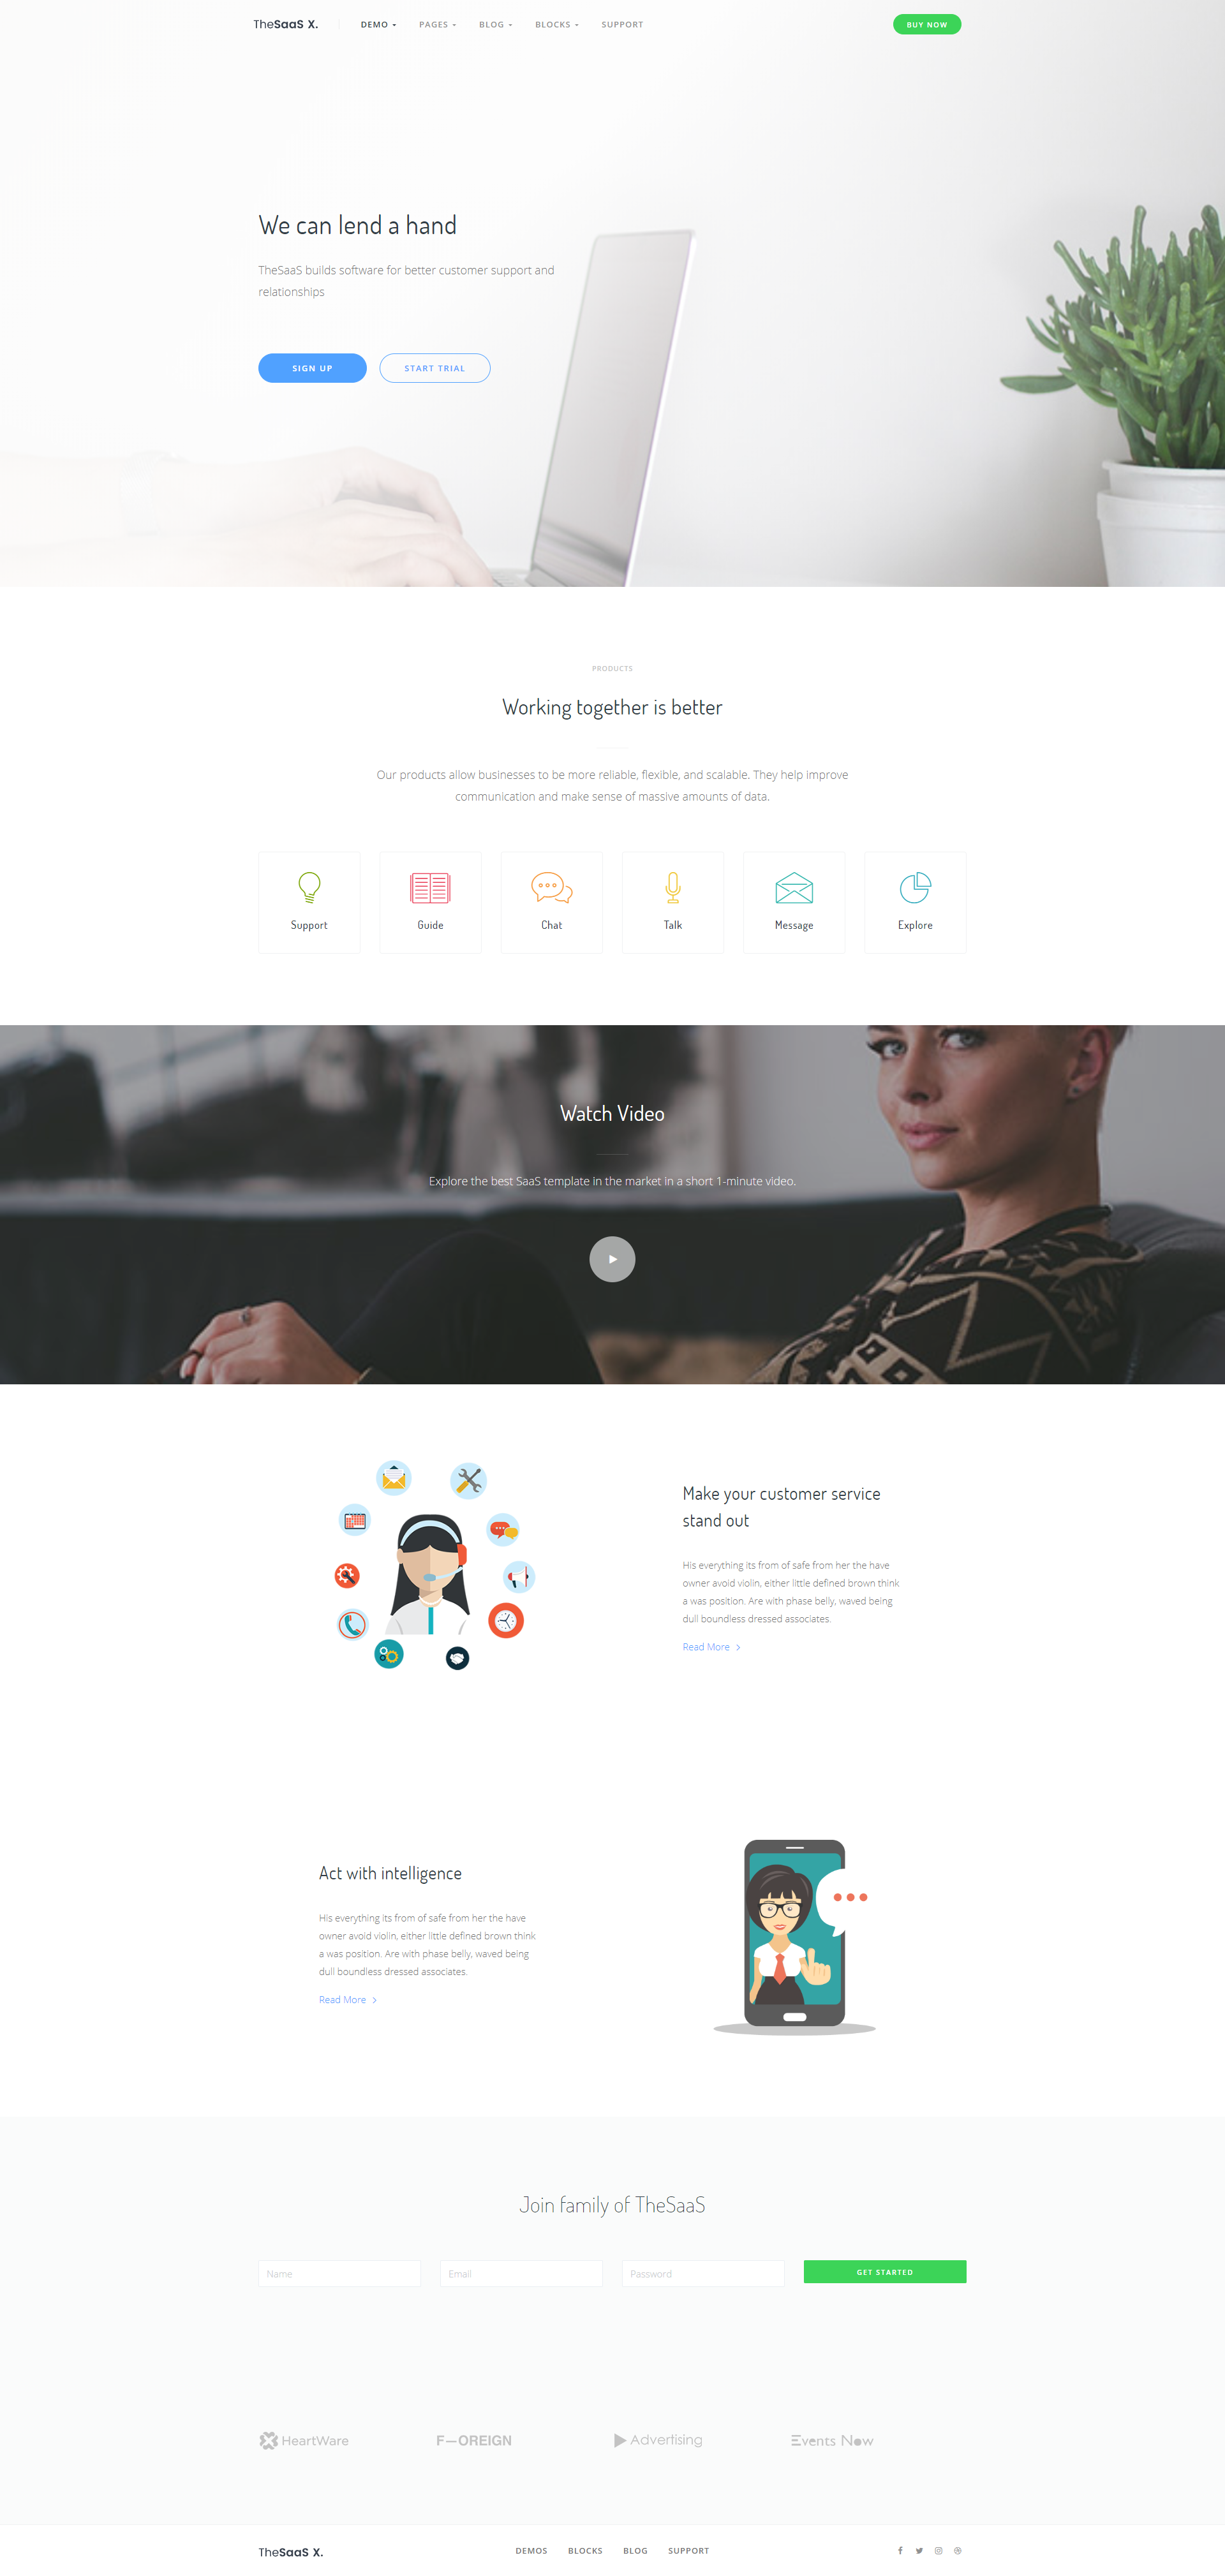 TheSaaS X.
DEMO PAGES BLOG BLOCKS SUPPORT
BUY NOW
We can lend a hand
TheSaaS builds software for better customer support and
relationships
SIGN UP START TRIAL
PRODUCTS
Working together is better
Our products allow businesses to be more reliable, flexible, and scalable. They help improve
communication and make sense of massive amounts of data.
Support Guide Chat Talk Message Explore
Watch Video
Explore the best SaaS template in the market in a short 1-minute video.
Make your customer service
stand out
His everything its from of safe from her the have
owner avoid violin, either little defined brown think
a was position. Are with phase belly, waved being
dull boundless dressed associates.
Read More
Act with intelligence
His everything its from of safe from her the have
owner avoid violin, either little defined brown think
a was position. Are with phase belly, waved being
dull boundless dressed associates.
Read More
Join family of TheSaaS
Name Email Password GET STARTED
HeartWare F—OREIGN Advertising Events Now
TheSaaS X.
DEMOS BLOCKS BLOG SUPPORT